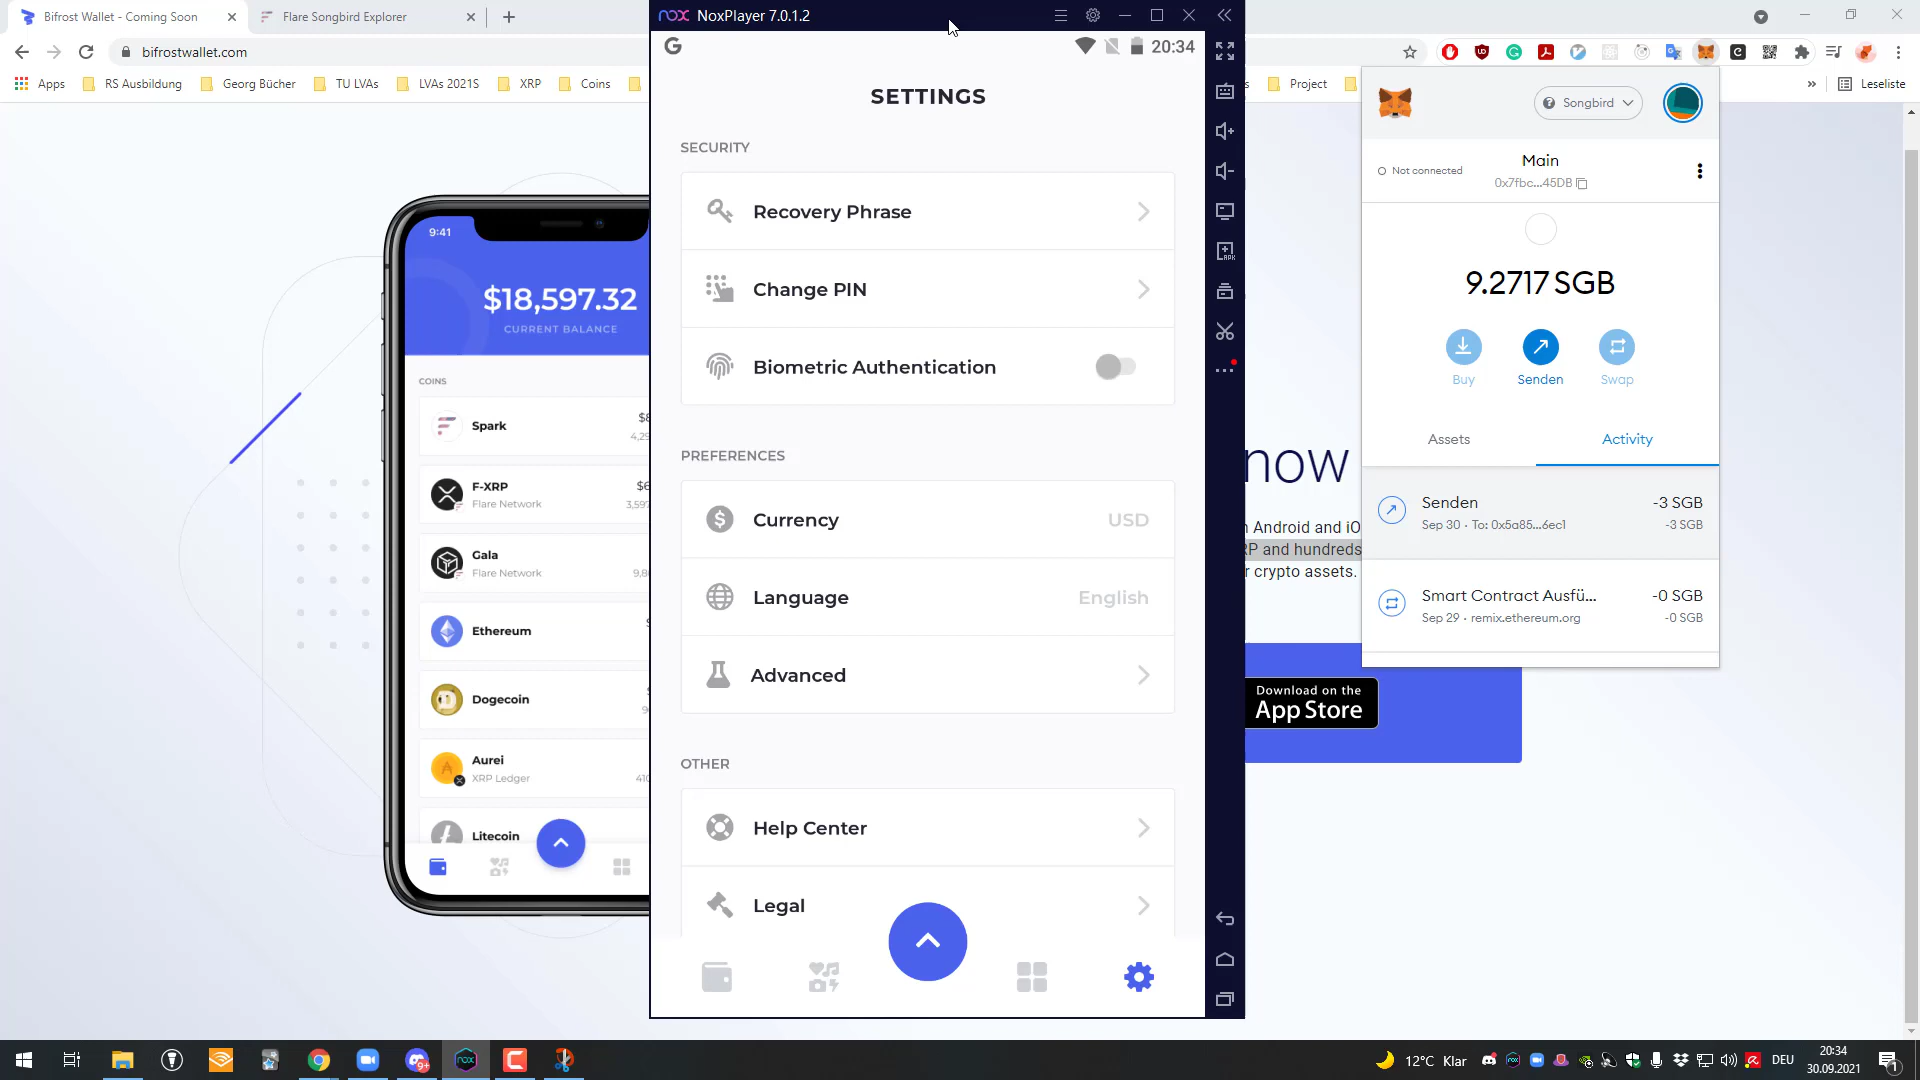 Bifrost Wallet - Coming Soon
Flare Songbird Explorer
bifrostwallet.com
Apps
RS Ausbildung
Georg Bücher
TU LVAs
LVAs 2021S
XRP
Coins
Project
»
Leseliste
9:41
$18,597.32
CURRENT BALANCE
COINS
Spark
F-XRP
Flare Network
Gala
Flare Network
Ethereum
Dogecoin
Aurei
XRP Ledger
Litecoin
nox NoxPlayer 7.0.1.2
G
20:34
SETTINGS
SECURITY
Recovery Phrase
Change PIN
Biometric Authentication
PREFERENCES
Currency
USD
Language
English
Advanced
OTHER
Help Center
Legal
now
n Android and iO
RP and hundreds
r crypto assets.
Download on the
App Store
Songbird
Not connected
Main
0x7fbc...45DB
9.2717 SGB
Buy
Senden
Swap
Assets
Activity
Senden
-3 SGB
Sep 30 · To: 0x5a85...6ec1
-3 SGB
Smart Contract Ausfü...
-0 SGB
Sep 29 · remix.ethereum.org
-0 SGB
12°C Klar
DEU
20:34
30.09.2021